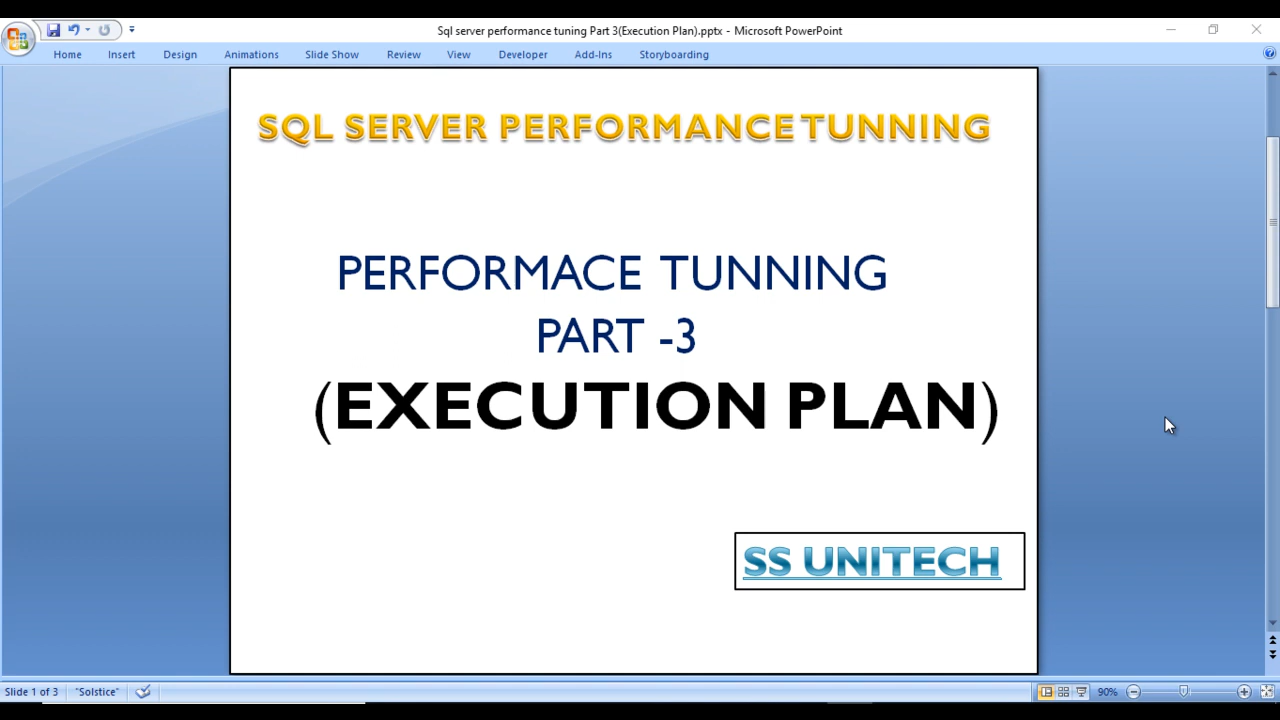 Sql server performance tuning Part 3(Execution Plan).pptx - Microsoft PowerPoint
Home Insert Design Animations Slide Show Review View Developer Add-Ins Storyboarding
SQL SERVER PERFORMANCE TUNNING
PERFORMACE TUNNING
PART -3
(EXECUTION PLAN)
SS UNITECH
Slide 1 of 3 "Solstice" 90%